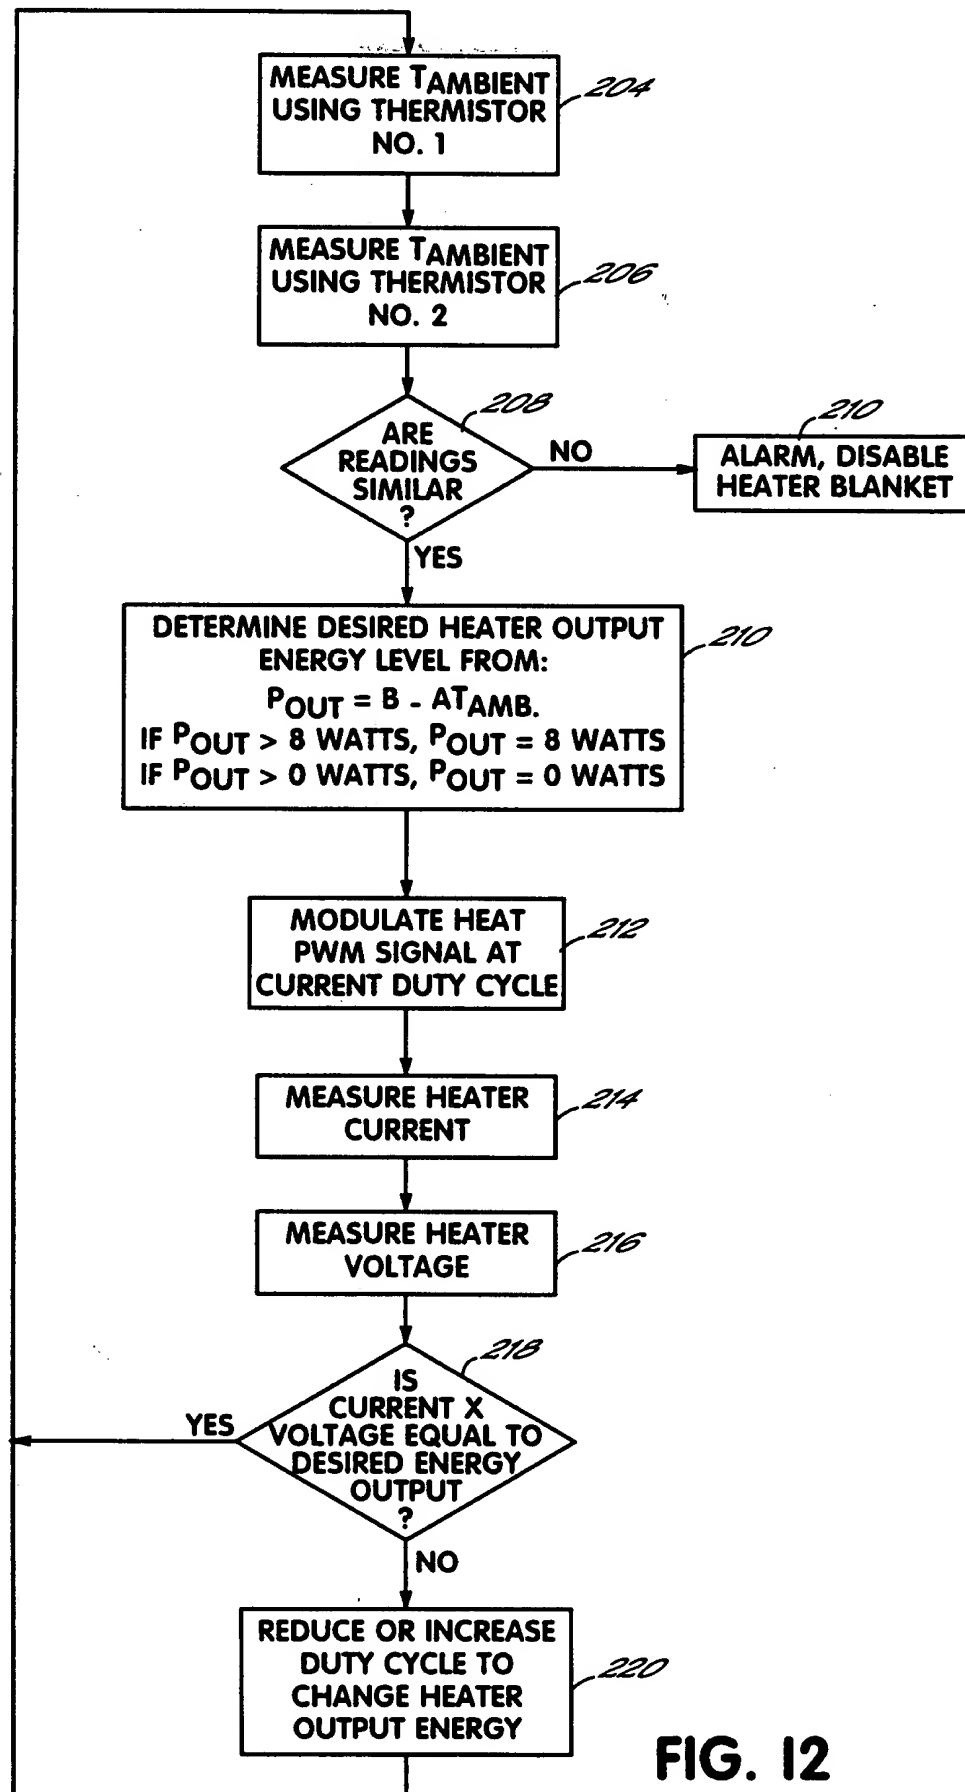 MEASURE TAMBIENT
USING THERMISTOR
NO. 1
204
MEASURE TAMBIENT
USING THERMISTOR
NO. 2
206
208
ARE
READINGS
SIMILAR
?
NO
210
ALARM, DISABLE
HEATER BLANKET
YES
DETERMINE DESIRED HEATER OUTPUT
ENERGY LEVEL FROM:
POUT = B - ATAMB.
IF POUT > 8 WATTS, POUT = 8 WATTS
IF POUT > 0 WATTS, POUT = 0 WATTS
210
MODULATE HEAT
PWM SIGNAL AT
CURRENT DUTY CYCLE
212
MEASURE HEATER
CURRENT
214
MEASURE HEATER
VOLTAGE
216
218
IS
CURRENT X
VOLTAGE EQUAL TO
DESIRED ENERGY
OUTPUT
?
YES
NO
REDUCE OR INCREASE
DUTY CYCLE TO
CHANGE HEATER
OUTPUT ENERGY
220
FIG. 12